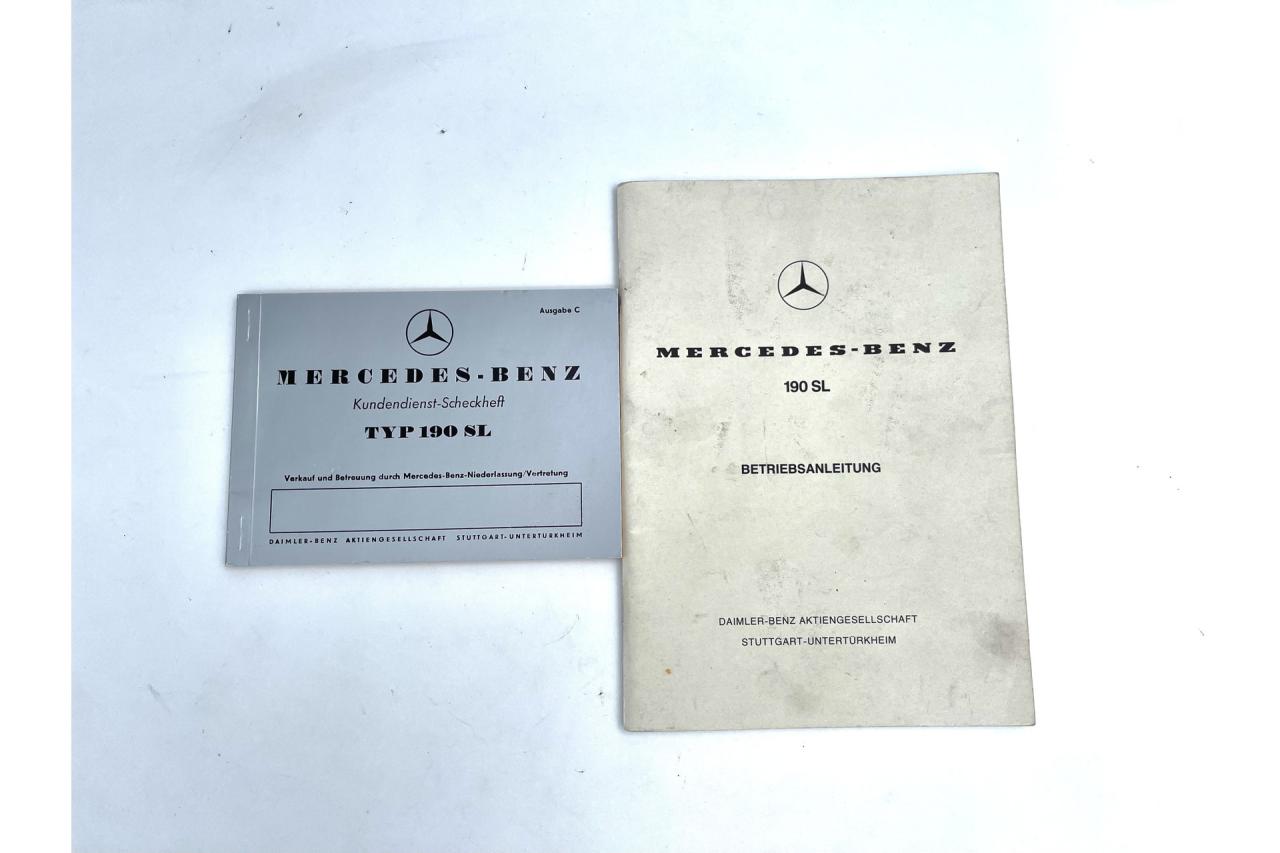 Ausgabe C
MERCEDES-BENZ
Kundendienst-Scheckheft
TYP 190 SL
Verkauf und Betreuung durch Mercedes-Benz-Niederlassung/Vertretung
DAIMLER-BENZ AKTIENGESELLSCHAFT STUTTGART-UNTERTÜRKHEIM
MERCEDES-BENZ
190 SL
BETRIEBSANLEITUNG
DAIMLER-BENZ AKTIENGESELLSCHAFT
STUTTGART-UNTERTÜRKHEIM